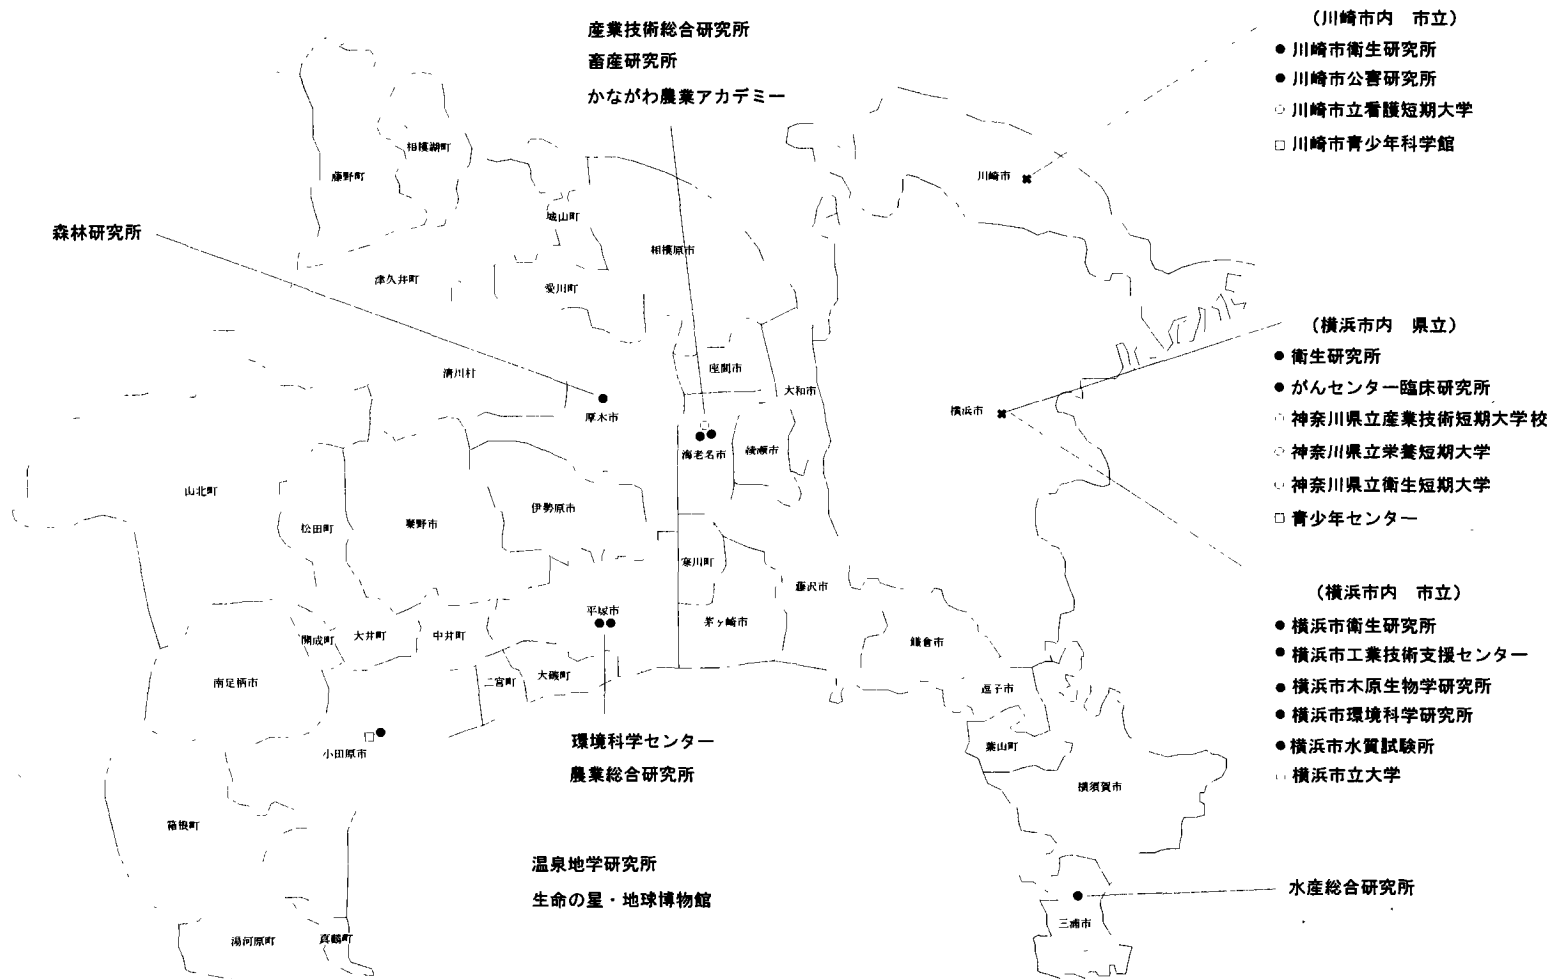 産業技術総合研究所
畜産研究所
かながわ農業アカデミー
(川崎市内 市立)
● 川崎市衛生研究所
● 川崎市公害研究所
○ 川崎市立看護短期大学
□ 川崎市青少年科学館
相模湖町
藤野町
川崎市
城山町
森林研究所
相模原市
津久井町
愛川町
(横浜市内 県立)
● 衛生研究所
● がんセンター臨床研究所
○ 神奈川県立産業技術短期大学校
○ 神奈川県立栄養短期大学
○ 神奈川県立衛生短期大学
□ 青少年センター
座間市
清川村
大和市
厚木市
横浜市
海老名市
綾瀬市
山北町
伊勢原市
松田町
秦野市
寒川町
藤沢市
平塚市
茅ヶ崎市
開成町
大井町
中井町
鎌倉市
(横浜市内 市立)
● 横浜市衛生研究所
● 横浜市工業技術支援センター
● 横浜市木原生物学研究所
● 横浜市環境科学研究所
● 横浜市水質試験所
○ 横浜市立大学
南足柄市
二宮町
大磯町
逗子市
小田原市
環境科学センター
農業総合研究所
葉山町
横須賀市
箱根町
温泉地学研究所
生命の星・地球博物館
水産総合研究所
三浦市
湯河原町
真鶴町